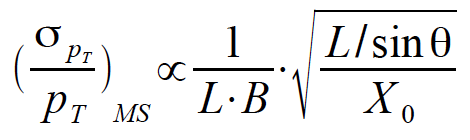 (σ_{p_T} / p_T)_{MS} ∝ 1 / (L·B) · √((L/sinθ) / X_0)